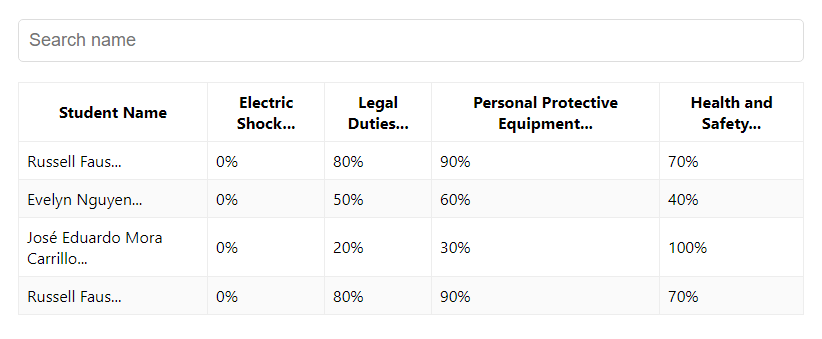 Search name
Student Name
Electric
Shock...
Legal
Duties...
Personal Protective
Equipment...
Health and
Safety...
Russell Faus... 0% 80% 90% 70%
Evelyn Nguyen... 0% 50% 60% 40%
José Eduardo Mora
Carrillo... 0% 20% 30% 100%
Russell Faus... 0% 80% 90% 70%